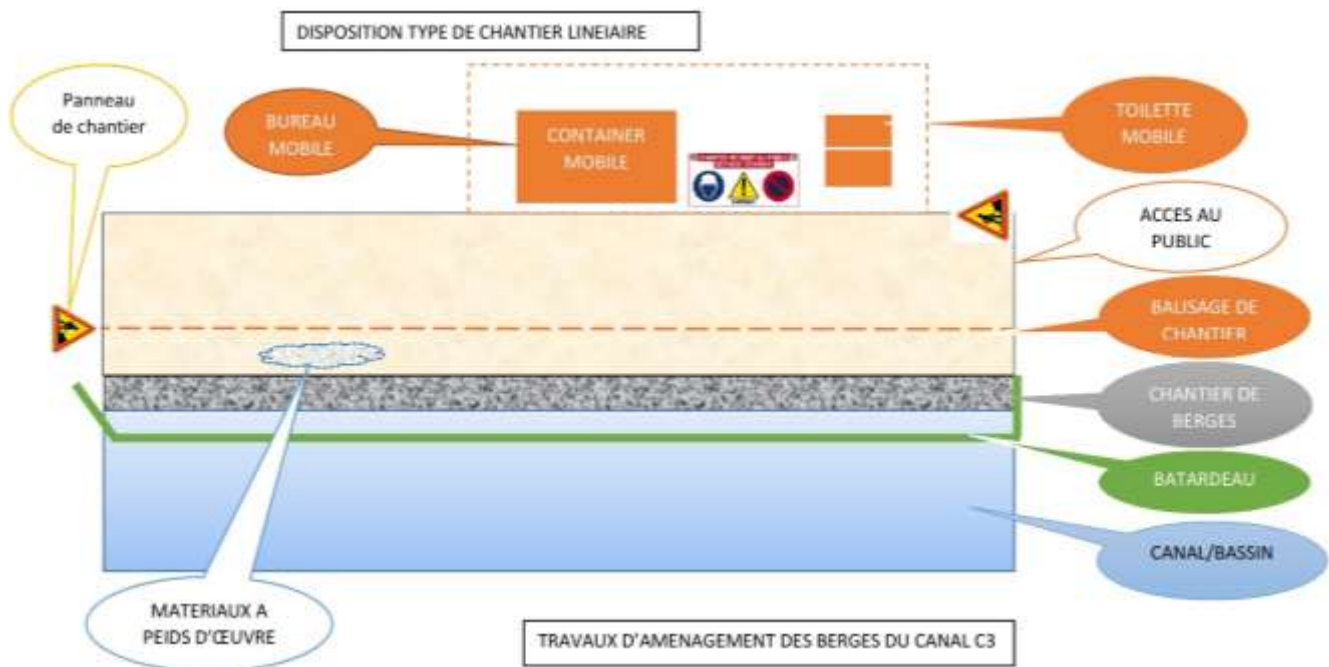 DISPOSITION TYPE DE CHANTIER LINEIAIRE
Panneau
de chantier
BUREAU
MOBILE
CONTAINER
MOBILE
TOILETTE
MOBILE
ACCES AU
PUBLIC
BALISAGE DE
CHANTIER
CHANTIER DE
BERGES
BATARDEAU
CANAL/BASSIN
MATERIAUX A
PEIDS D'ŒUVRE
TRAVAUX D'AMENAGEMENT DES BERGES DU CANAL C3